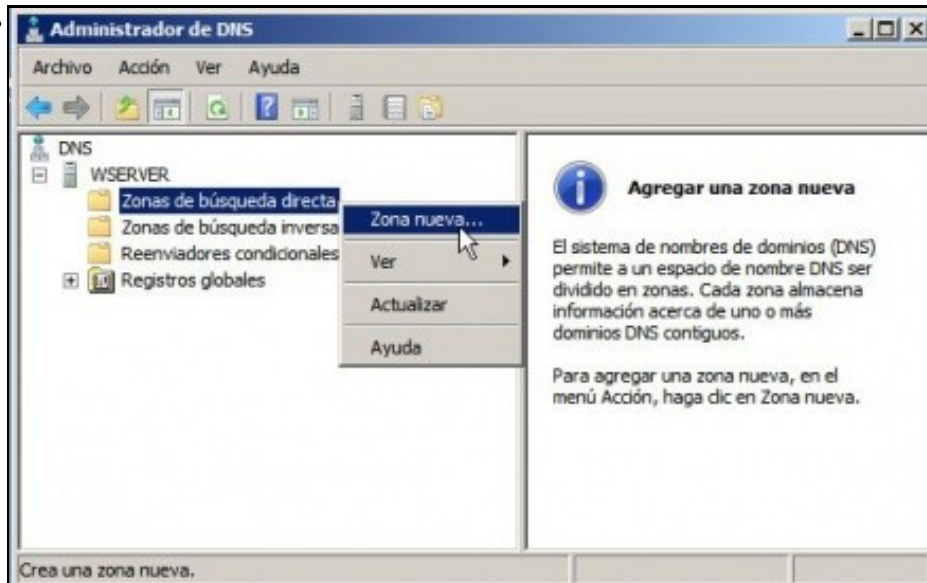 Administrador de DNS
Archivo Acción Ver Ayuda
DNS
WSERVER
Zonas de búsqueda directa
Zonas de búsqueda inversa
Reenviadores condicionales
Registros globales
Zona nueva...
Ver
Actualizar
Ayuda
Agregar una zona nueva
El sistema de nombres de dominios (DNS)
permite a un espacio de nombre DNS ser
dividido en zonas. Cada zona almacena
información acerca de uno o más
dominios DNS contiguos.
Para agregar una zona nueva, en el
menú Acción, haga clic en Zona nueva.
Crea una zona nueva.